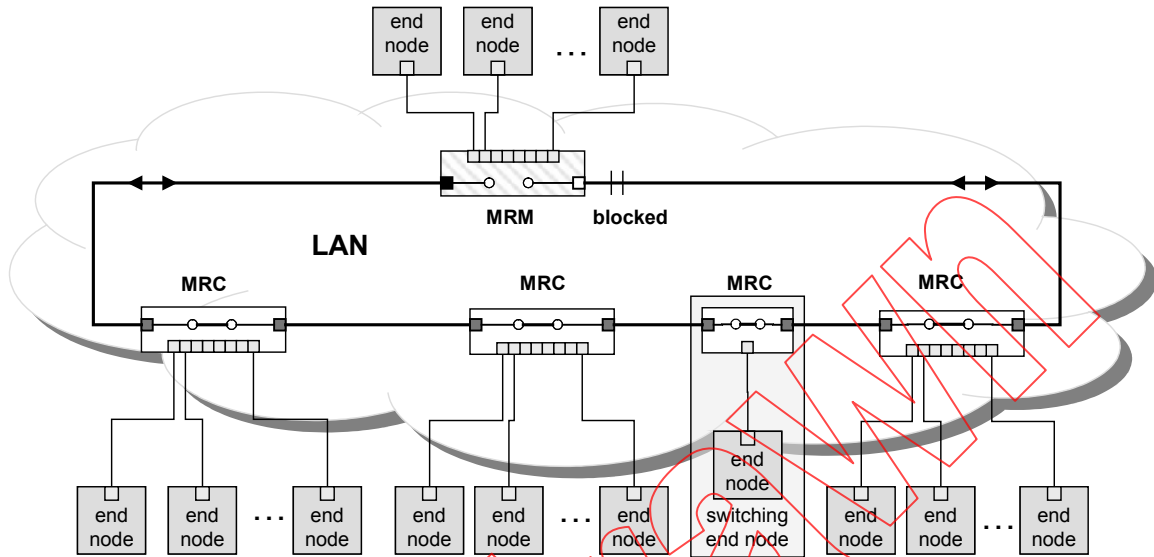 end node
end node
. . .
end node
MRM
blocked
LAN
MRC
MRC
MRC
MRC
end node
end node
. . .
end node
end node
end node
. . .
end node
end node
switching end node
end node
end node
. . .
end node